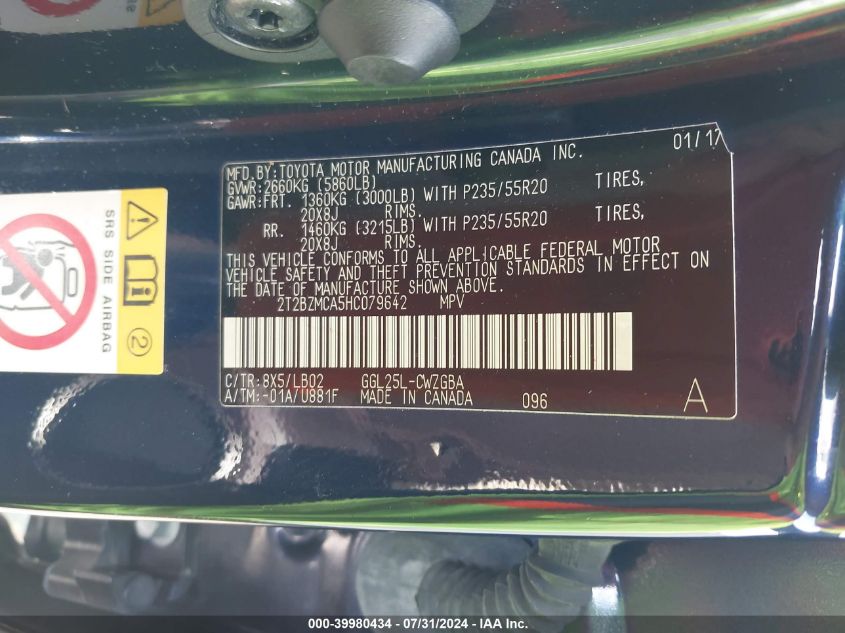 MFD.BY:TOYOTA MOTOR MANUFACTURING CANADA INC. 01/17
GVWR:2660KG (5860LB)
GAWR:FRT. 1360KG (3000LB) WITH P235/55R20 TIRES,
20X8J RIMS.
RR. 1460KG (3215LB) WITH P235/55R20 TIRES,
20X8J RIMS.
THIS VEHICLE CONFORMS TO ALL APPLICABLE FEDERAL MOTOR
VEHICLE SAFETY AND THEFT PREVENTION STANDARDS IN EFFECT ON
THE DATE OF MANUFACTURE SHOWN ABOVE.
2T2BZMCA5HC079642 MPV
C/TR:8X5/LB02 GGL25L-CWZGBA
A/TM:-01A/U881F MADE IN CANADA 096 A
SRS SIDE AIRBAG
2
000-39980434 / 07/31/2024 - IAA Inc.